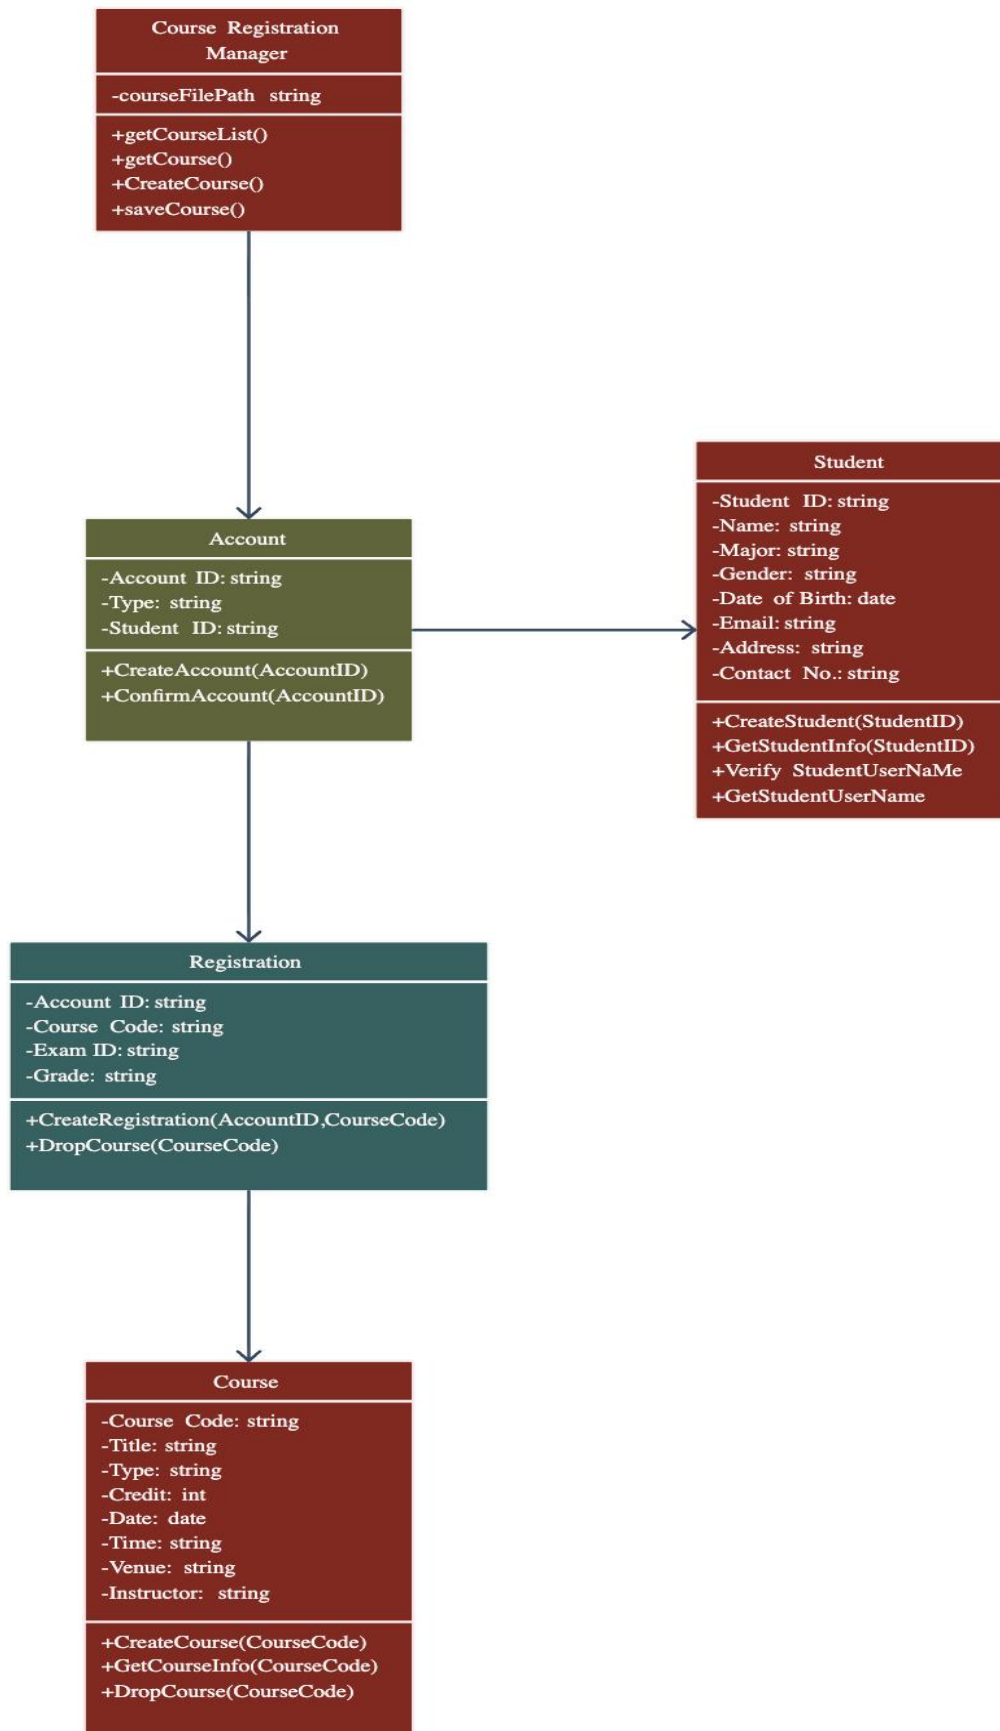 Course Registration
Manager
-courseFilePath string
+getCourseList()
+getCourse()
+CreateCourse()
+saveCourse()
Account
-Account ID: string
-Type: string
-Student ID: string
+CreateAccount(AccountID)
+ConfirmAccount(AccountID)
Student
-Student ID: string
-Name: string
-Major: string
-Gender: string
-Date of Birth: date
-Email: string
-Address: string
-Contact No.: string
+CreateStudent(StudentID)
+GetStudentInfo(StudentID)
+Verify StudentUserNaMe
+GetStudentUserName
Registration
-Account ID: string
-Course Code: string
-Exam ID: string
-Grade: string
+CreateRegistration(AccountID,CourseCode)
+DropCourse(CourseCode)
Course
-Course Code: string
-Title: string
-Type: string
-Credit: int
-Date: date
-Time: string
-Venue: string
-Instructor: string
+CreateCourse(CourseCode)
+GetCourseInfo(CourseCode)
+DropCourse(CourseCode)